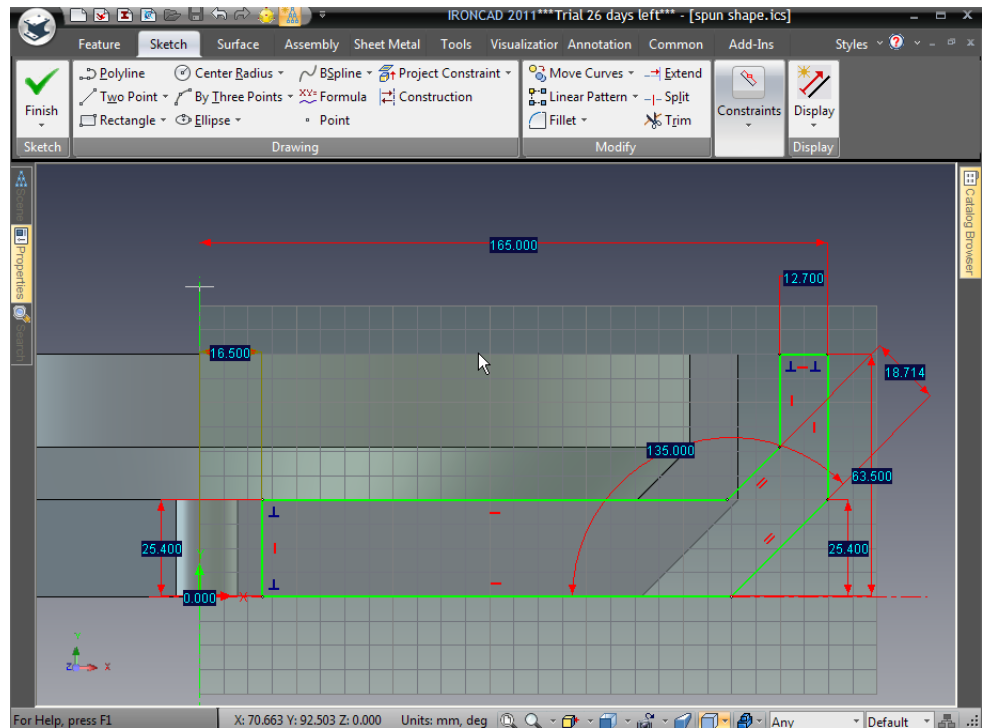 IRONCAD 2011***Trial 26 days left*** - [spun shape.ics]
Feature Sketch Surface Assembly Sheet Metal Tools Visualization Annotation Common Add-Ins Styles
Polyline Center Radius BSpline Project Constraint Move Curves Extend
Finish Two Point By Three Points Formula Construction Linear Pattern Split Constraints Display
Rectangle Ellipse Point Fillet Trim
Sketch Drawing Modify Display
Scene
Properties
Search
Catalog Browser
165.000
12.700
16.500
18.714
135.000
63.500
25.400
25.400
Y
0.000 X
Y
Z X
For Help, press F1 X: 70.663 Y: 92.503 Z: 0.000 Units: mm, deg Any Default